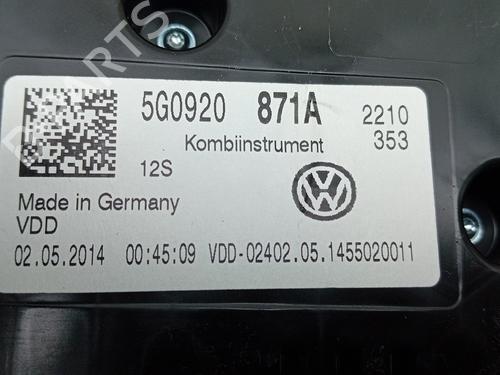 PARTS
5G0920 871A 2210
Kombiinstrument 353
12S
Made in Germany
VDD
02.05.2014 00:45:09 VDD-02402.05.1455020011